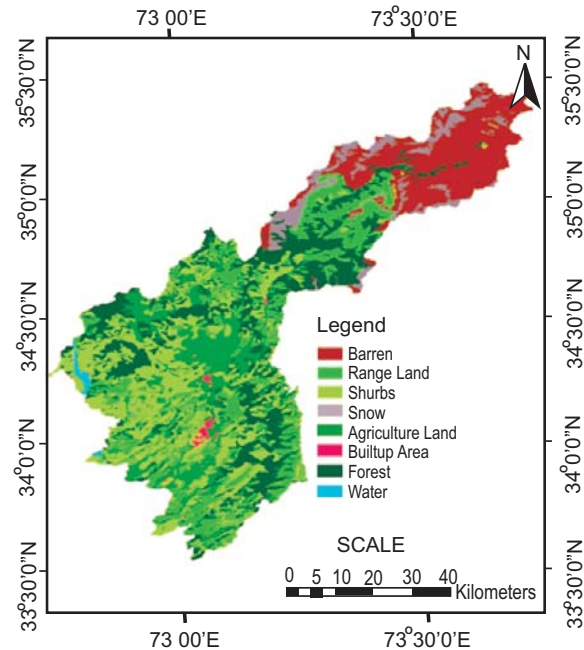 73 00'E
73°30'0"E
N
35°30'0"N
35°30'0"N
35°0'0"N
35°0'0"N
34°30'0"N
34°30'0"N
34°0'0"N
34°0'0"N
33°30'0"N
33°30'0"N
Legend
Barren
Range Land
Shurbs
Snow
Agriculture Land
Builtup Area
Forest
Water
SCALE
0 5 10 20 30 40
Kilometers
73 00'E
73°30'0"E